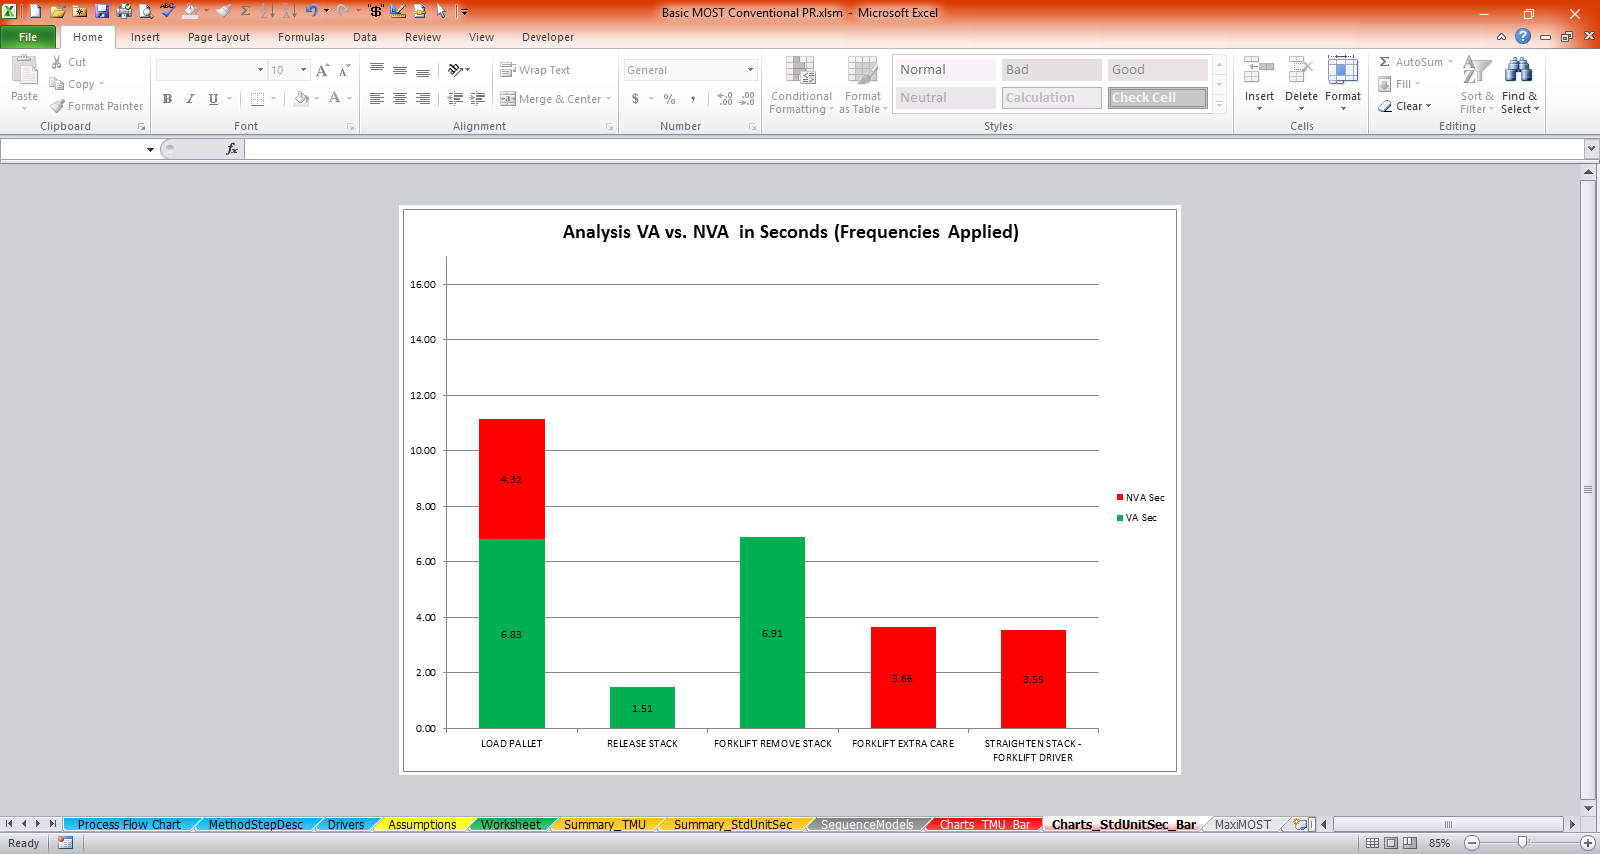 Basic MOST Conventional PR.xlsm - Microsoft Excel
File Home Insert Page Layout Formulas Data Review View Developer
Paste
Cut
Copy
Format Painter
Clipboard
10
B I U
Font
Wrap Text
Merge & Center
Alignment
General
$ % ,
Number
Conditional Formatting
Format as Table
Normal Bad Good
Neutral Calculation Check Cell
Styles
Insert Delete Format
Cells
Σ AutoSum
Fill
Clear
Sort & Filter
Find & Select
Editing
fx
Analysis VA vs. NVA in Seconds (Frequencies Applied)
16.00
14.00
12.00
10.00
8.00
6.00
4.00
2.00
0.00
4.32
6.83
1.51
6.91
3.66
3.55
NVA Sec
VA Sec
LOAD PALLET
RELEASE STACK
FORKLIFT REMOVE STACK
FORKLIFT EXTRA CARE
STRAIGHTEN STACK -
FORKLIFT DRIVER
Process Flow Chart MethodStepDesc Drivers Assumptions Worksheet Summary_TMU Summary_StdUnitSec SequenceModels Charts_TMU_Bar Charts_StdUnitSec_Bar MaxiMOST
Ready
85%